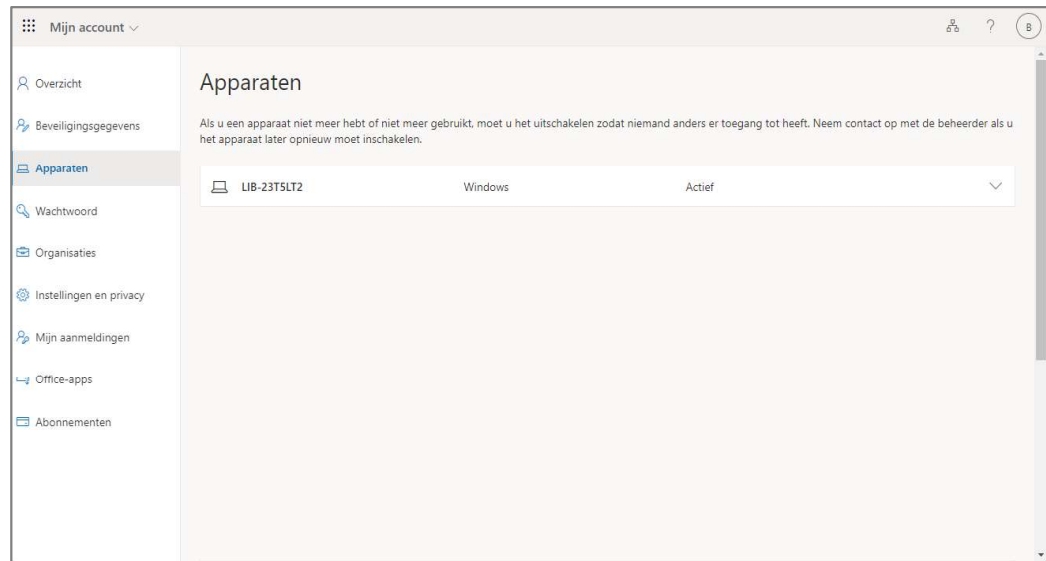 Mijn account
?
B
Overzicht
Beveiligingsgegevens
Apparaten
Wachtwoord
Organisaties
Instellingen en privacy
Mijn aanmeldingen
Office-apps
Abonnementen
Apparaten
Als u een apparaat niet meer hebt of niet meer gebruikt, moet u het uitschakelen zodat niemand anders er toegang tot heeft. Neem contact op met de beheerder als u
het apparaat later opnieuw moet inschakelen.
LIB-23T5LT2 Windows Actief